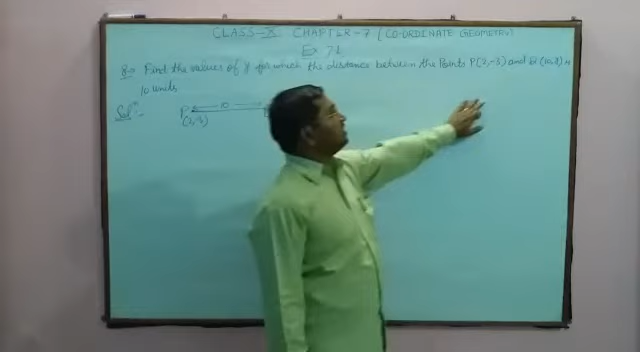 CLASS-X CHAPTER-7 (CO-ORDINATE GEOMETRY)
Ex 7.1
8→ Find the values of y for which the distance between the Points P(2,-3) and Q (10,y) is
10 units
Solⁿ:- P 10
(2,-3)